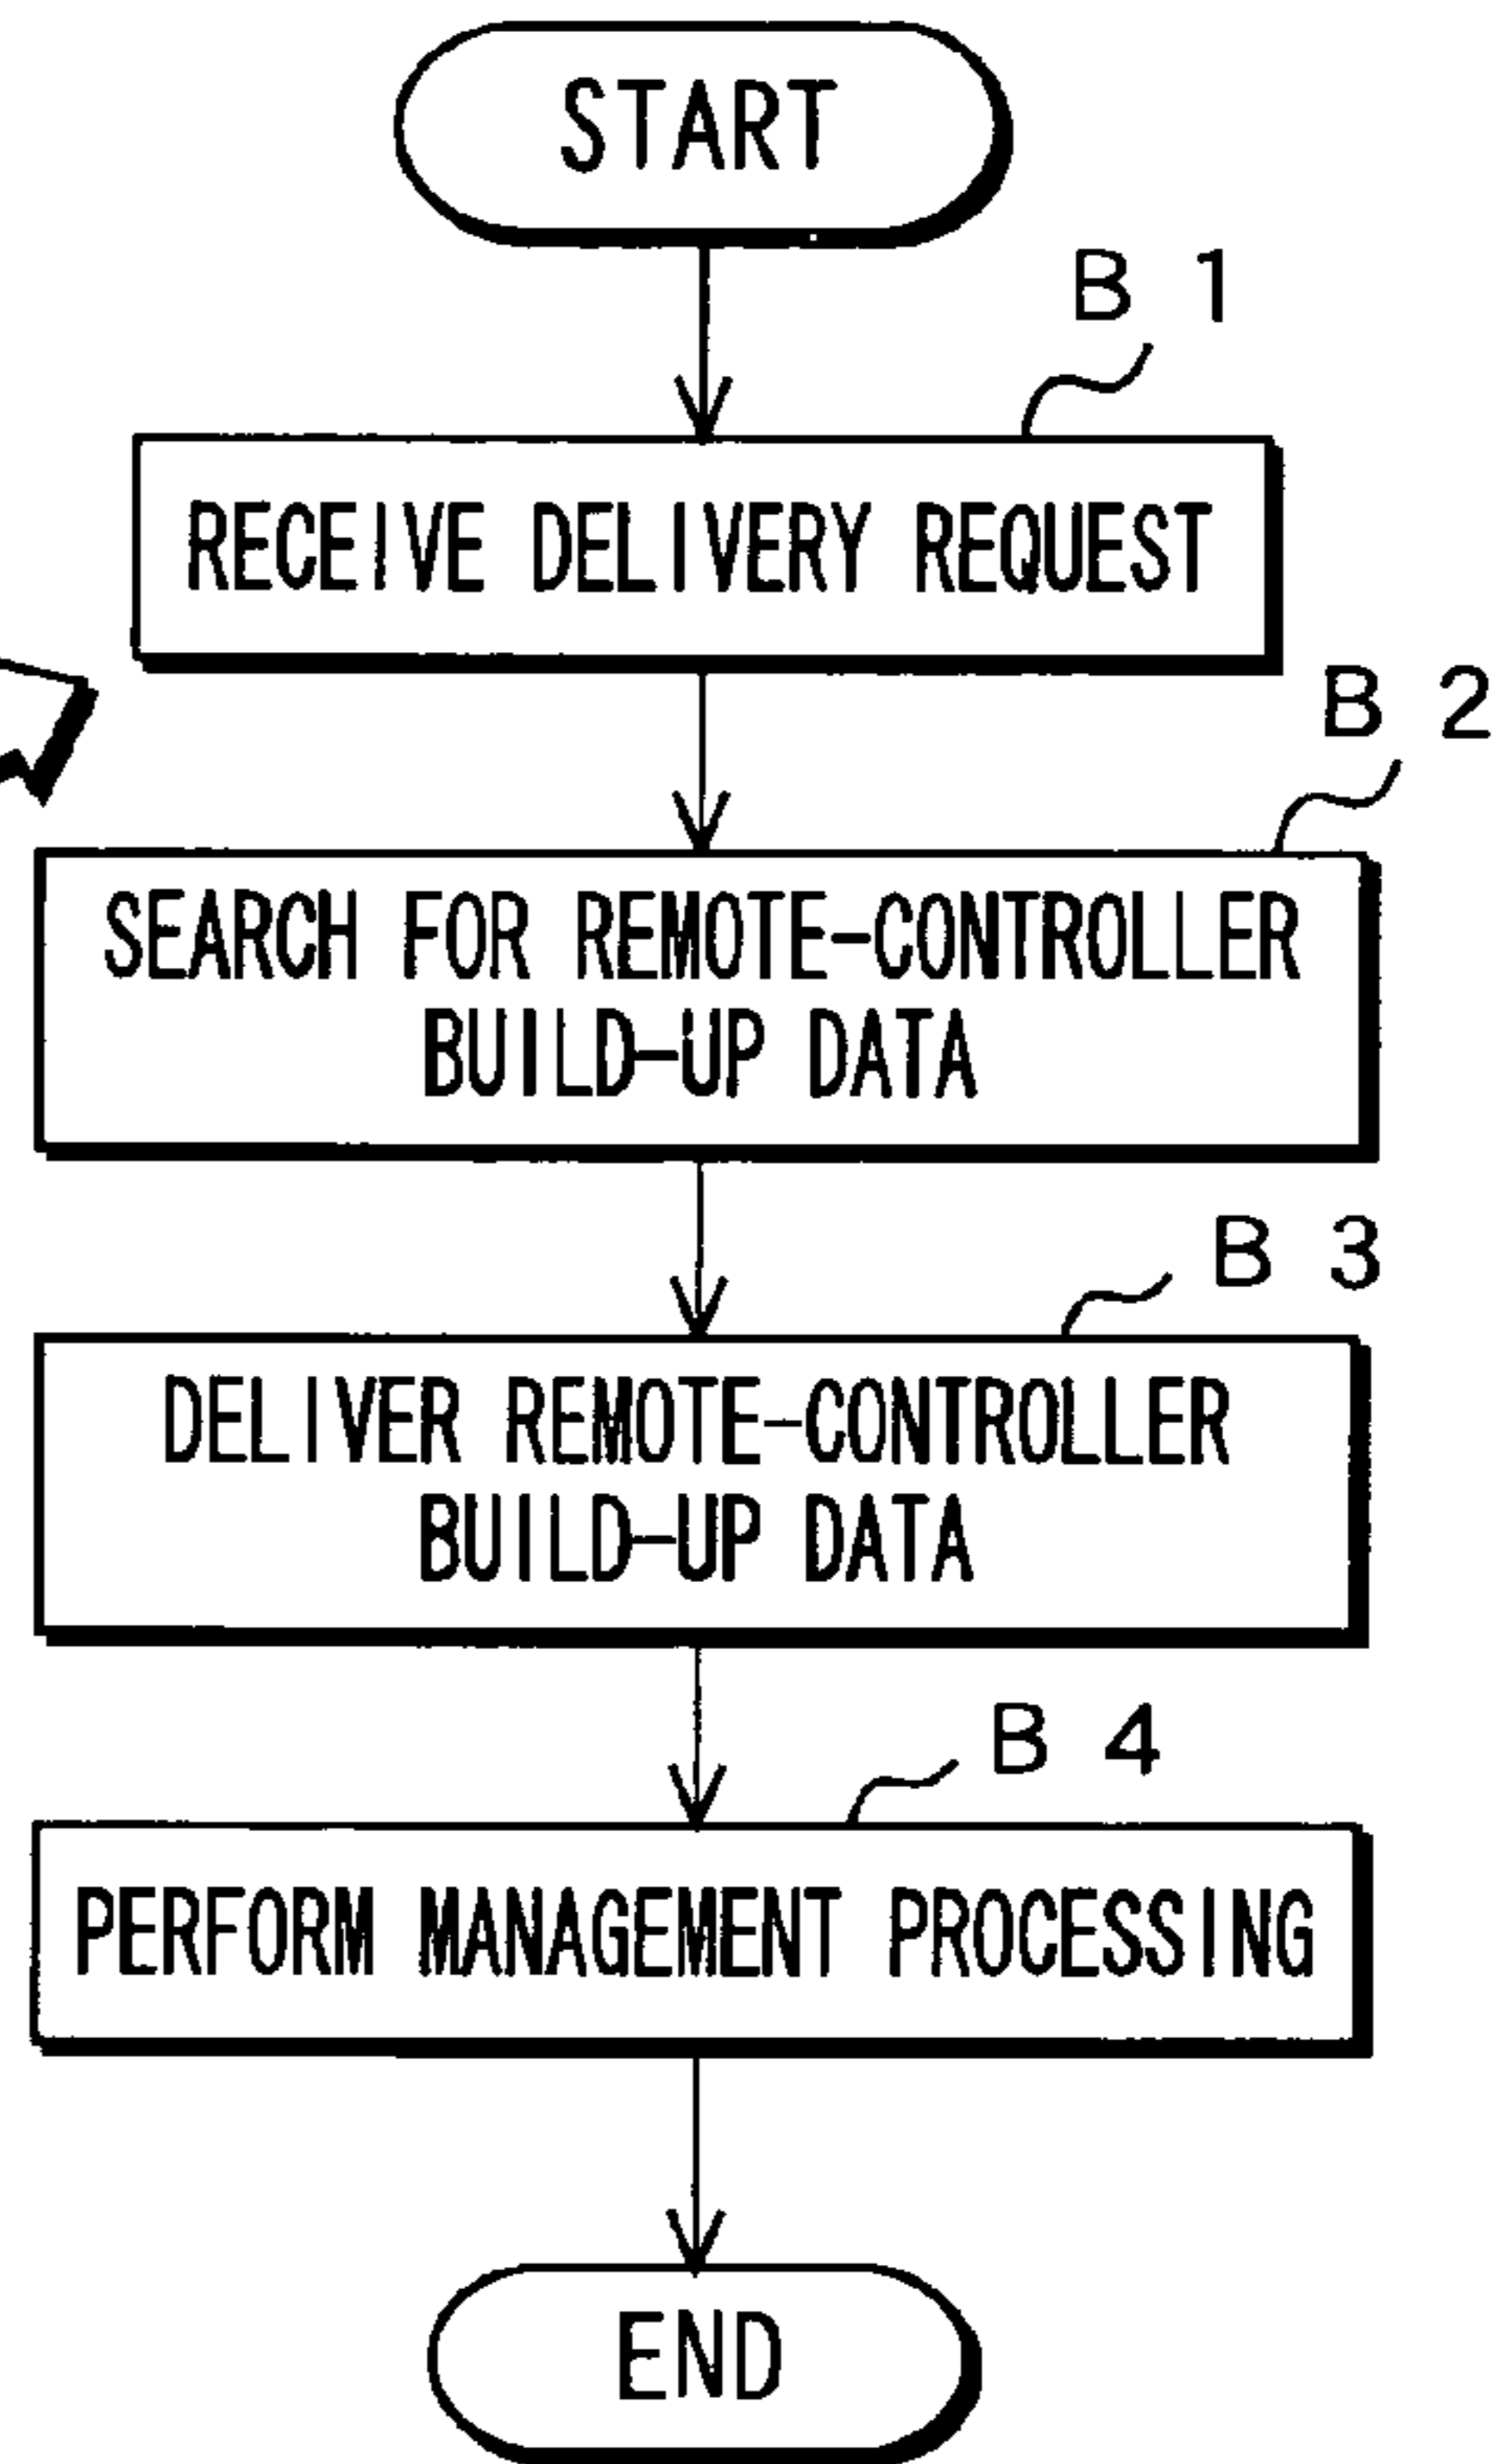 START
B 1
RECEIVE DELIVERY REQUEST
B 2
SEARCH FOR REMOTE-CONTROLLER
BUILD-UP DATA
B 3
DELIVER REMOTE-CONTROLLER
BUILD-UP DATA
B 4
PERFORM MANAGEMENT PROCESSING
END